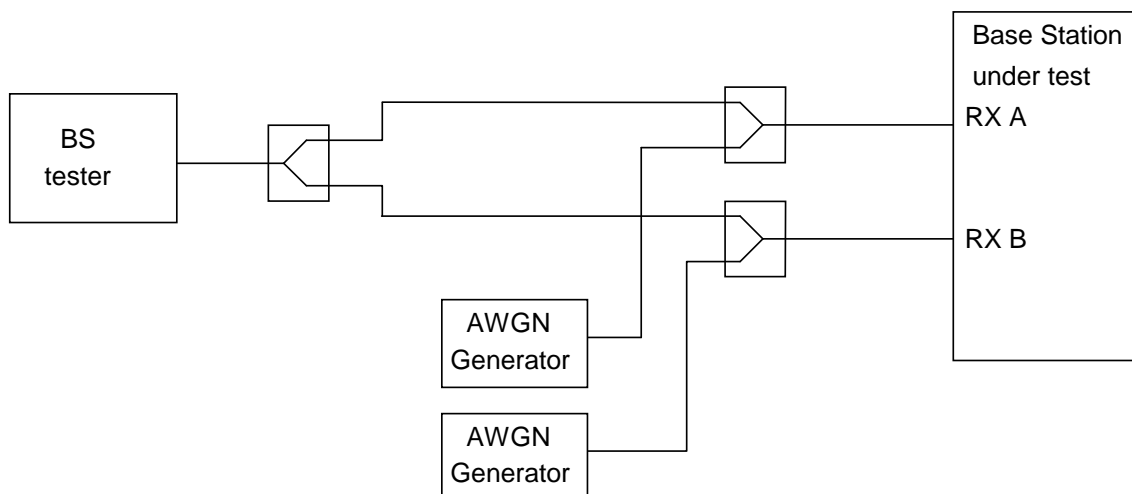 Base Station
under test
RX A
BS
tester
RX B
AWGN
Generator
AWGN
Generator